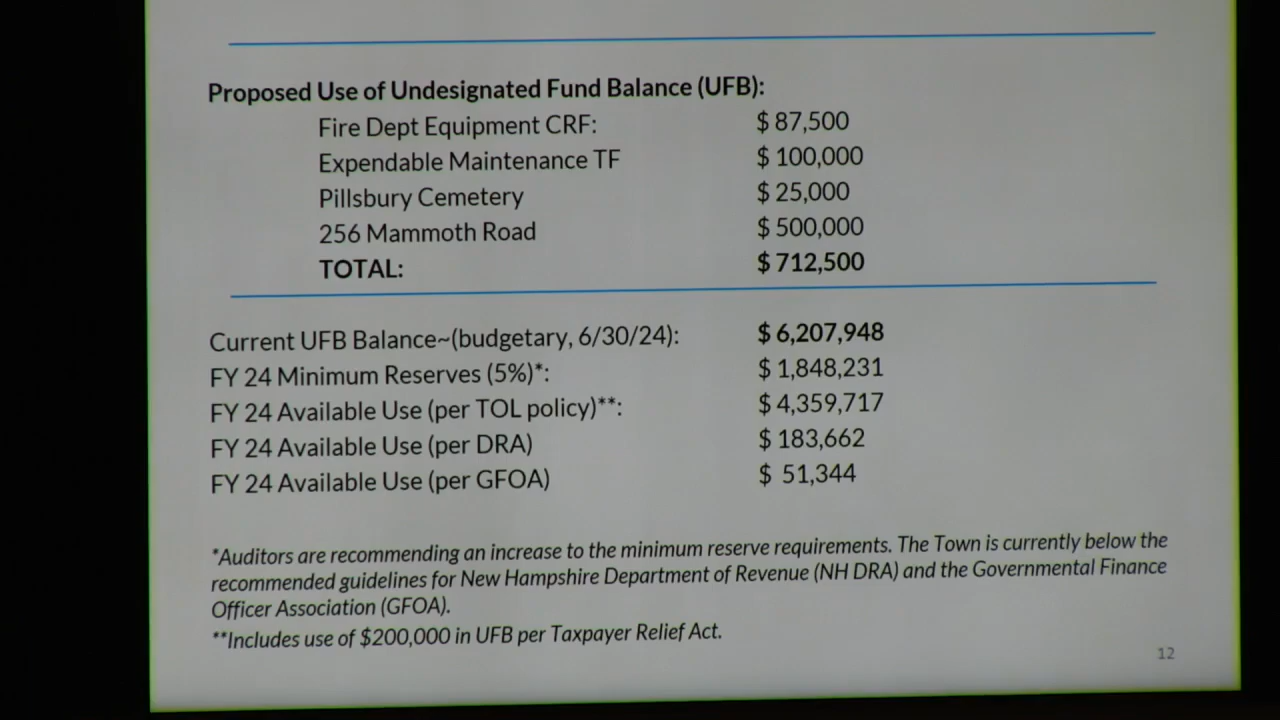 Proposed Use of Undesignated Fund Balance (UFB):
Fire Dept Equipment CRF: $ 87,500
Expendable Maintenance TF $ 100,000
Pillsbury Cemetery $ 25,000
256 Mammoth Road $ 500,000
TOTAL: $ 712,500
Current UFB Balance~(budgetary, 6/30/24): $ 6,207,948
FY 24 Minimum Reserves (5%)*: $ 1,848,231
FY 24 Available Use (per TOL policy)**: $ 4,359,717
FY 24 Available Use (per DRA) $ 183,662
FY 24 Available Use (per GFOA) $ 51,344
*Auditors are recommending an increase to the minimum reserve requirements. The Town is currently below the
recommended guidelines for New Hampshire Department of Revenue (NH DRA) and the Governmental Finance
Officer Association (GFOA).
**Includes use of $200,000 in UFB per Taxpayer Relief Act.
12